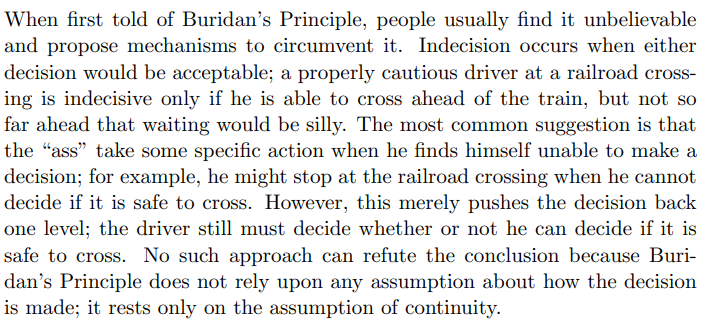 When first told of Buridan's Principle, people usually find it unbelievable
and propose mechanisms to circumvent it. Indecision occurs when either
decision would be acceptable; a properly cautious driver at a railroad cross-
ing is indecisive only if he is able to cross ahead of the train, but not so
far ahead that waiting would be silly. The most common suggestion is that
the “ass” take some specific action when he finds himself unable to make a
decision; for example, he might stop at the railroad crossing when he cannot
decide if it is safe to cross. However, this merely pushes the decision back
one level; the driver still must decide whether or not he can decide if it is
safe to cross. No such approach can refute the conclusion because Buri-
dan's Principle does not rely upon any assumption about how the decision
is made; it rests only on the assumption of continuity.